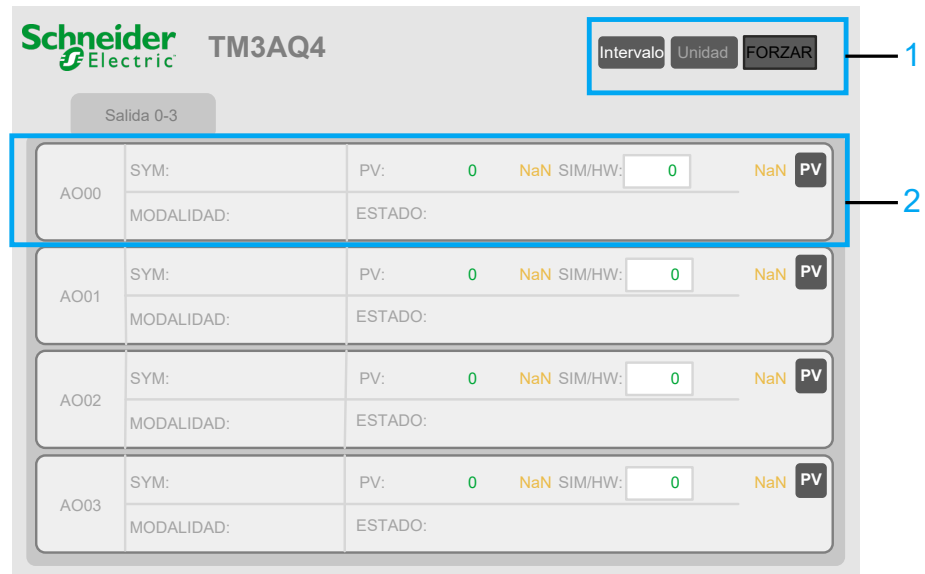 Schneider Electric TM3AQ4
Intervalo Unidad FORZAR 1
Salida 0-3
AO00
SYM: PV: 0 NaN SIM/HW: 0 NaN PV
MODALIDAD: ESTADO:
2
AO01
SYM: PV: 0 NaN SIM/HW: 0 NaN PV
MODALIDAD: ESTADO:
AO02
SYM: PV: 0 NaN SIM/HW: 0 NaN PV
MODALIDAD: ESTADO:
AO03
SYM: PV: 0 NaN SIM/HW: 0 NaN PV
MODALIDAD: ESTADO: